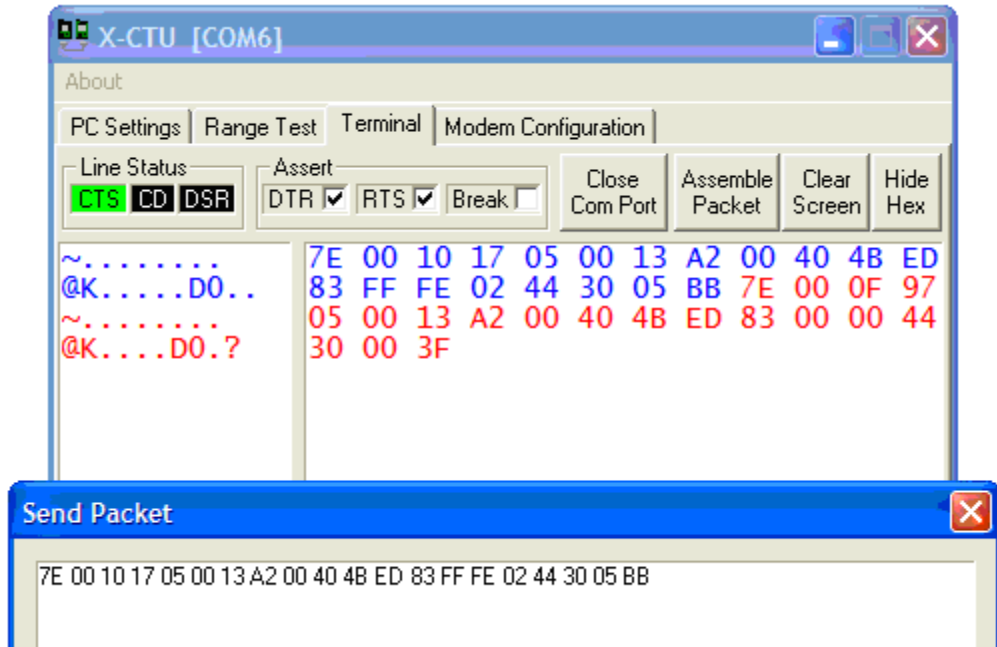 X-CTU [COM6]
About
PC Settings Range Test Terminal Modem Configuration
Line Status Assert
CTS CD DSR DTR RTS Break Close Com Port Assemble Packet Clear Screen Hide Hex
~........ 7E 00 10 17 05 00 13 A2 00 40 4B ED
@K.....D0.. 83 FF FE 02 44 30 05 BB 7E 00 0F 97
~........ 05 00 13 A2 00 40 4B ED 83 00 00 44
@K....D0.? 30 00 3F
Send Packet
7E 00 10 17 05 00 13 A2 00 40 4B ED 83 FF FE 02 44 30 05 BB